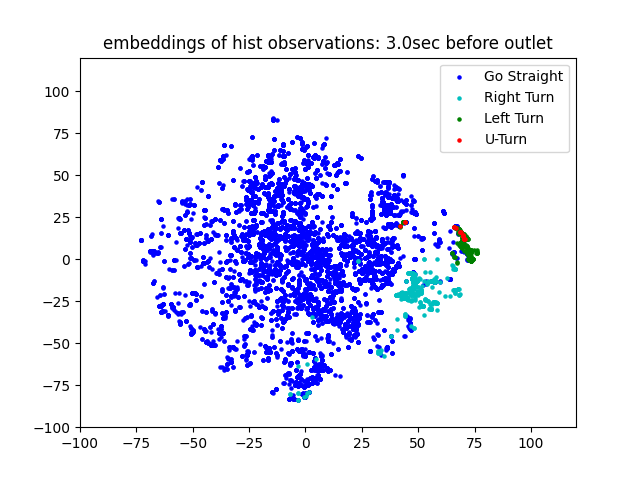 embeddings of hist observations: 3.0sec before outlet
Go Straight
Right Turn
Left Turn
U-Turn
100
75
50
25
0
−25
−50
−75
−100
−100 −75 −50 −25 0 25 50 75 100